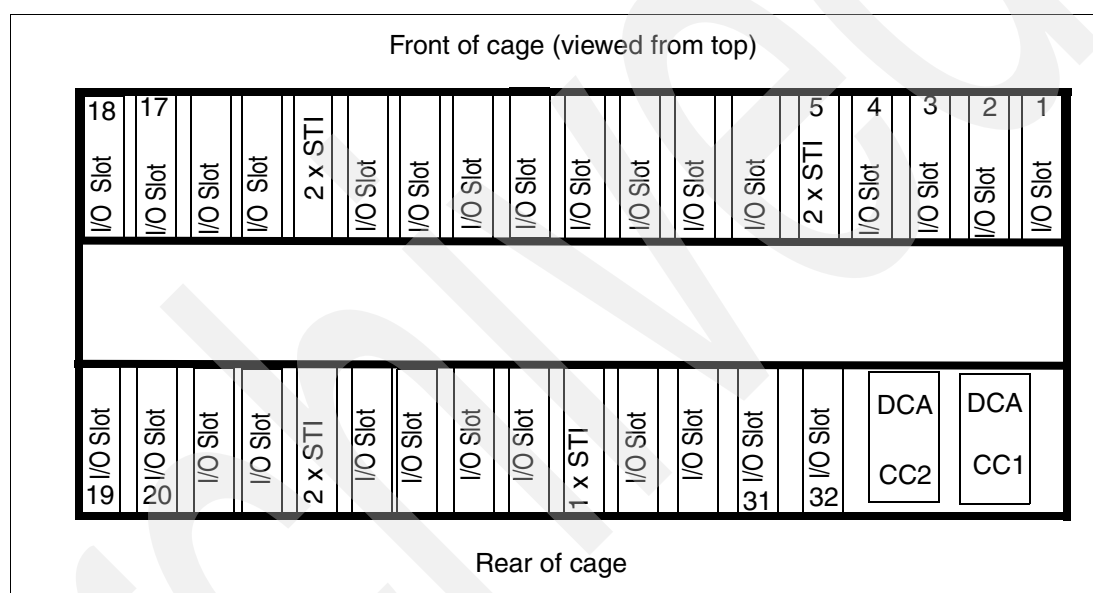 Front of cage (viewed from top)
18
17
5
4
3
2
1
I/O Slot
I/O Slot
I/O Slot
I/O Slot
2 x STI
I/O Slot
I/O Slot
I/O Slot
I/O Slot
I/O Slot
I/O Slot
I/O Slot
I/O Slot
2 x STI
I/O Slot
I/O Slot
I/O Slot
I/O Slot
I/O Slot
I/O Slot
I/O Slot
I/O Slot
2 x STI
I/O Slot
I/O Slot
I/O Slot
I/O Slot
1 x STI
I/O Slot
I/O Slot
I/O Slot
I/O Slot
DCA
CC2
DCA
CC1
19
20
31
32
Rear of cage